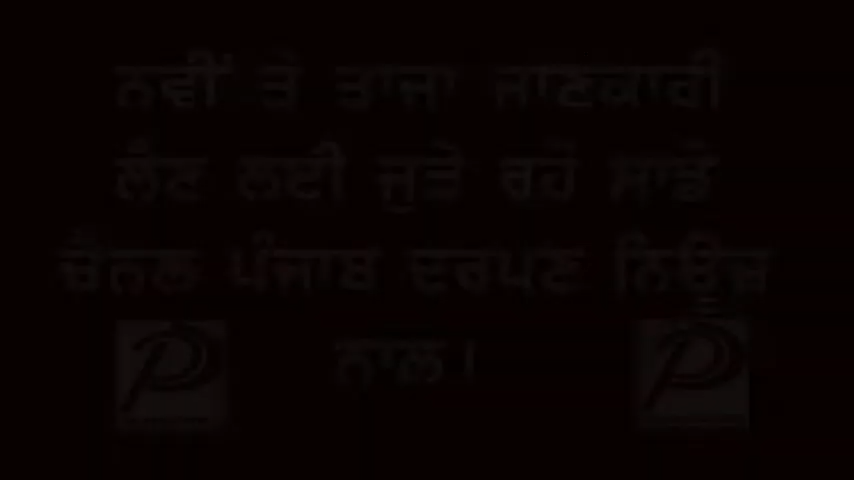 ਨਵੀਂ ਤੇ ਤਾਜਾ ਜਾਣਕਾਰੀ
ਲੈਣ ਲਈ ਜੁੜੇ ਰਹੋ ਸਾਡੇ
ਚੈਨਲ ਪੰਜਾਬ ਦਰਪਣ ਨਿਊਜ਼
ਨਾਲ।